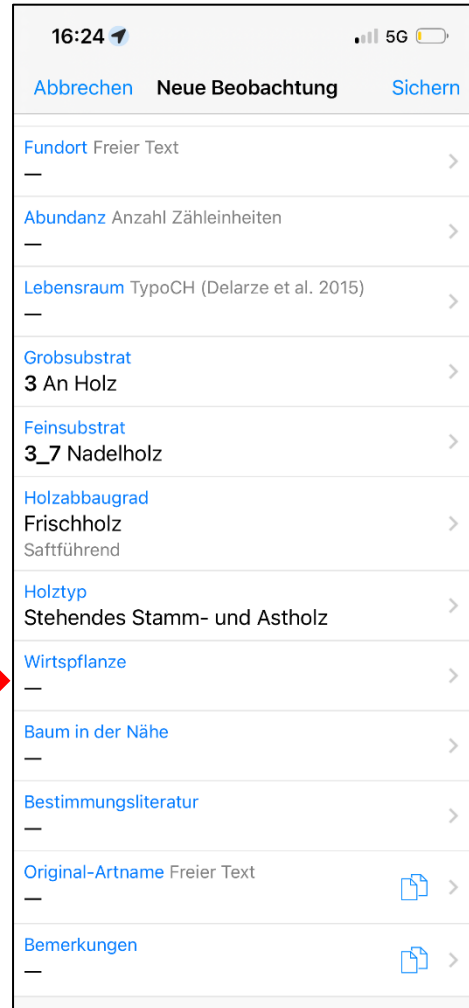 16:24 5G
Abbrechen Neue Beobachtung Sichern
Fundort Freier Text
—
Abundanz Anzahl Zähleinheiten
—
Lebensraum TypoCH (Delarze et al. 2015)
—
Grobsubstrat
3 An Holz
Feinsubstrat
3_7 Nadelholz
Holzabbaugrad
Frischholz
Saftführend
Holztyp
Stehendes Stamm- und Astholz
Wirtspflanze
—
Baum in der Nähe
—
Bestimmungsliteratur
—
Original-Artname Freier Text
—
Bemerkungen
—